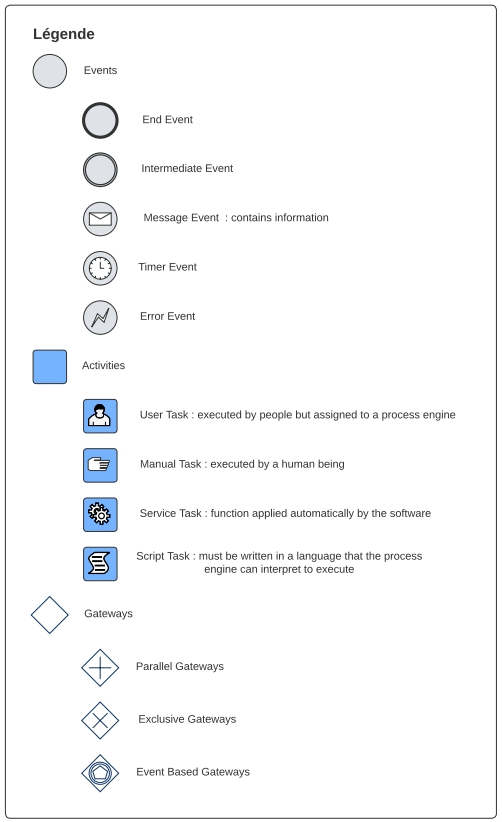 Légende
Events
End Event
Intermediate Event
Message Event : contains information
Timer Event
Error Event
Activities
User Task : executed by people but assigned to a process engine
Manual Task : executed by a human being
Service Task : function applied automatically by the software
Script Task : must be written in a language that the process
engine can interpret to execute
Gateways
Parallel Gateways
Exclusive Gateways
Event Based Gateways